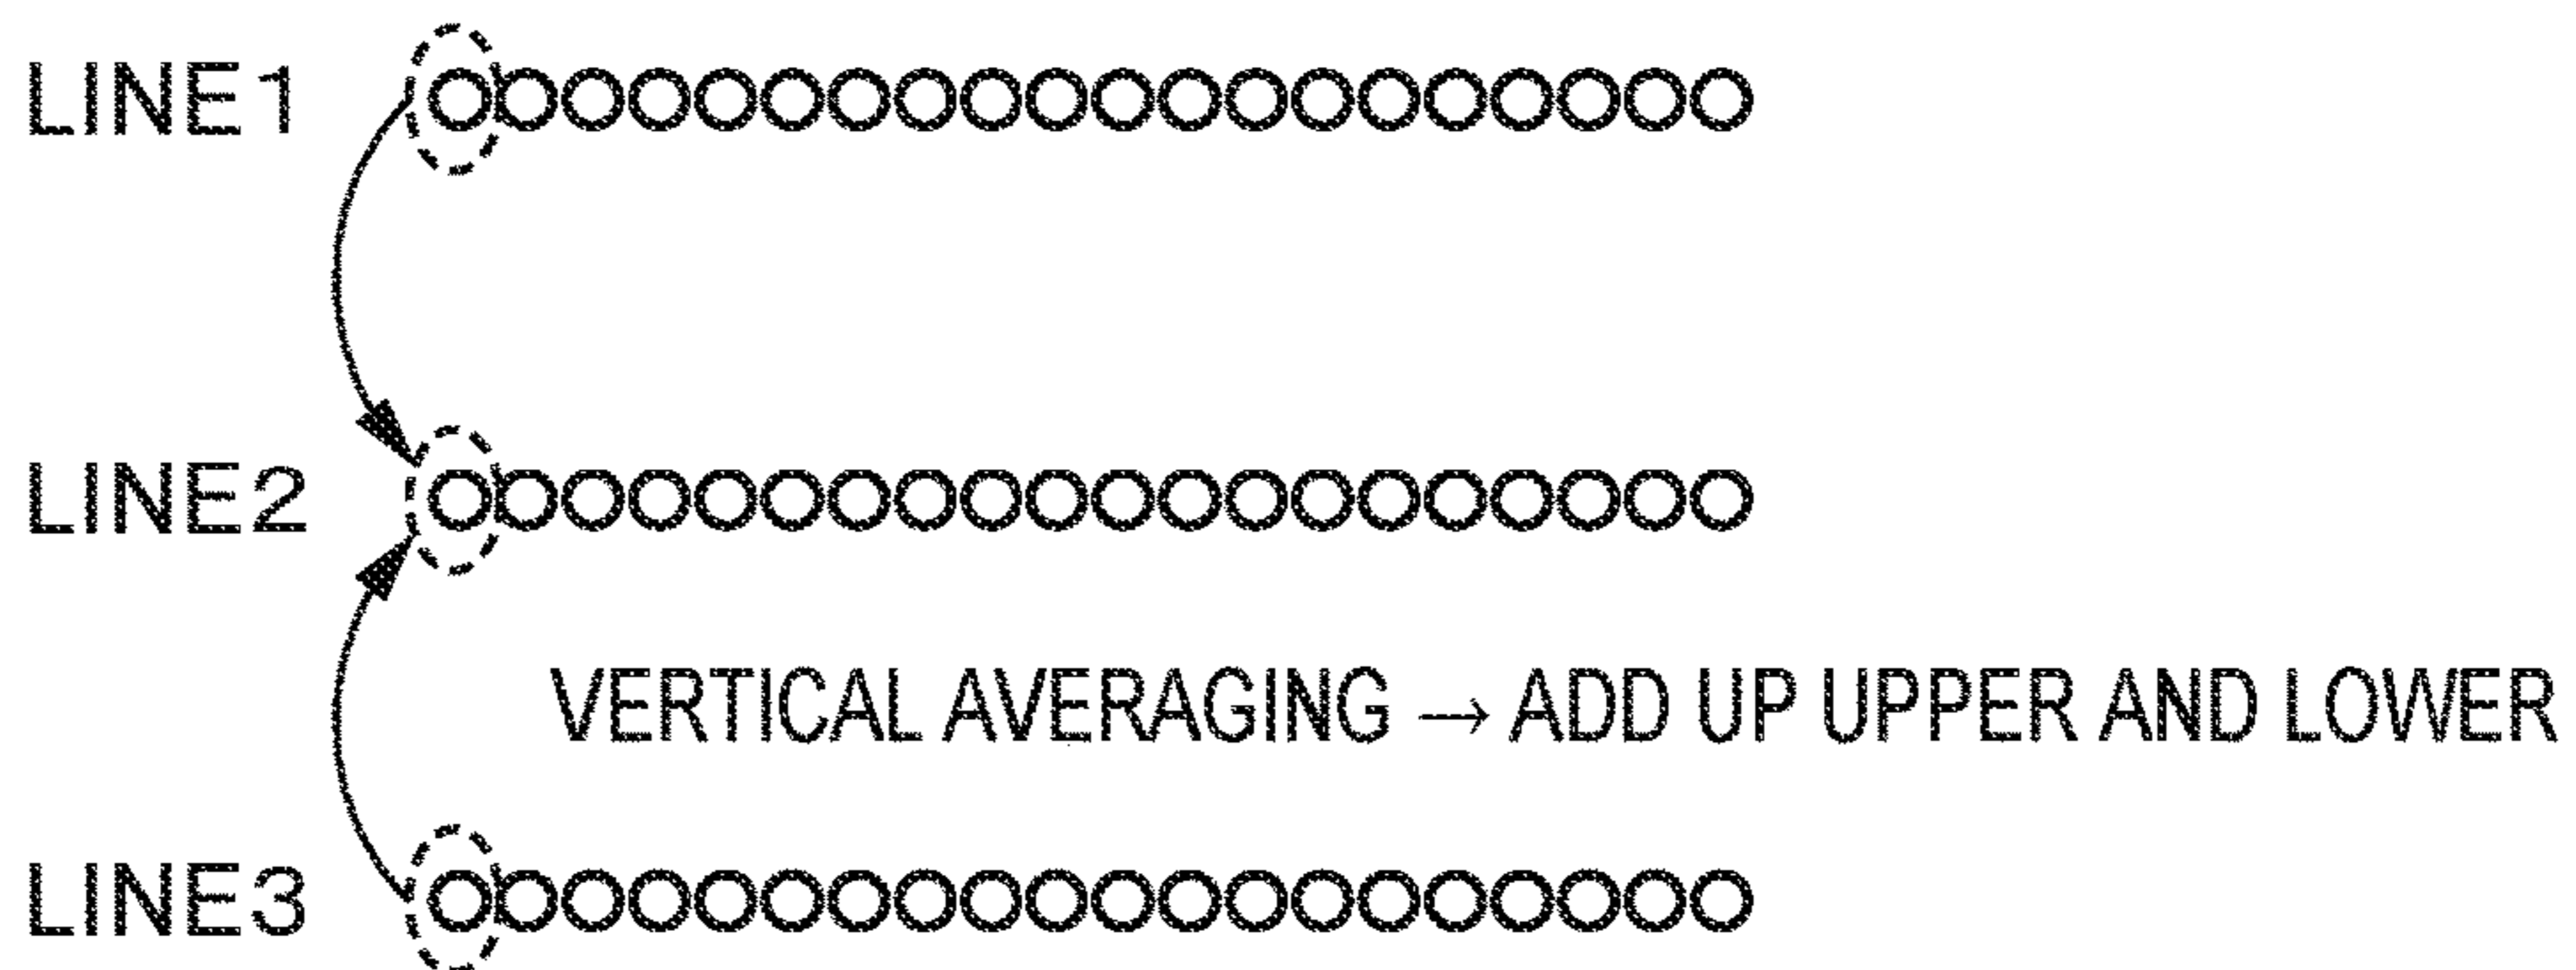 LINE1
LINE2
VERTICAL AVERAGING → ADD UP UPPER AND LOWER
LINE3